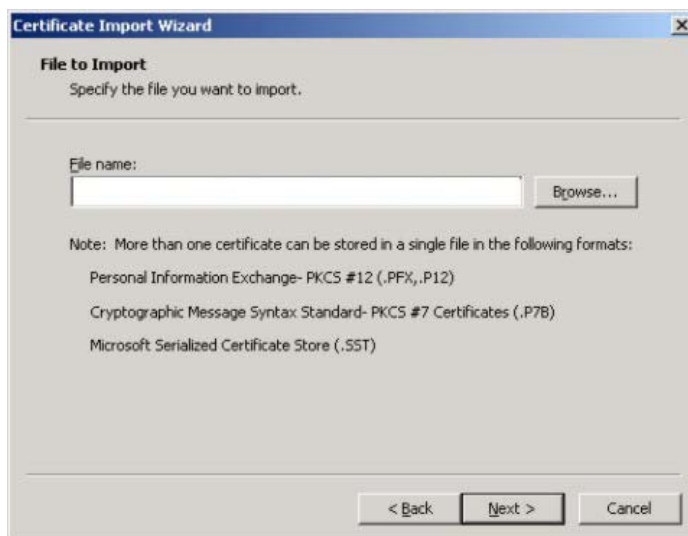 Certificate Import Wizard
File to Import
Specify the file you want to import.
File name:
Browse...
Note: More than one certificate can be stored in a single file in the following formats:
Personal Information Exchange- PKCS #12 (.PFX,.P12)
Cryptographic Message Syntax Standard- PKCS #7 Certificates (.P7B)
Microsoft Serialized Certificate Store (.SST)
< Back Next > Cancel